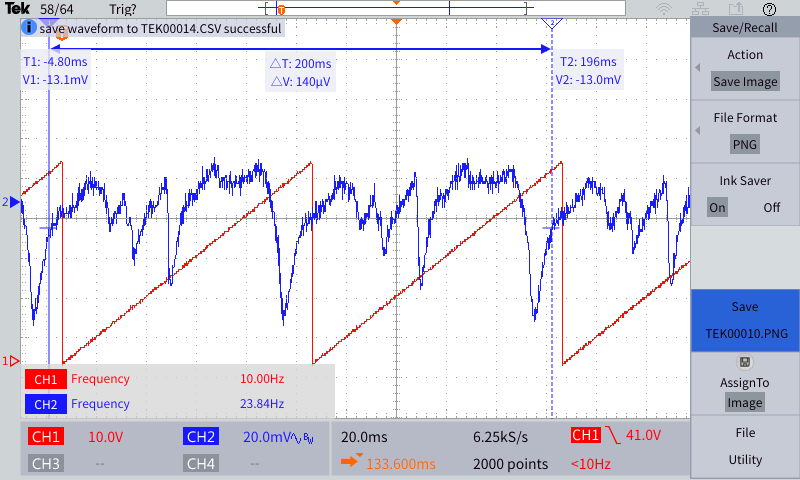 Tek 58/64 Trig? T
save waveform to TEK00014.CSV successful
T1: -4.80ms
V1: -13.1mV
△T: 200ms
△V: 140µV
T2: 196ms
V2: -13.0mV
2
1
CH1 Frequency 10.00Hz
CH2 Frequency 23.84Hz
CH1 10.0V CH2 20.0mV BW 20.0ms 6.25kS/s CH1 41.0V
CH3 -- CH4 -- 133.600ms 2000 points <10Hz
Save/Recall
Action
Save Image
File Format
PNG
Ink Saver
On Off
Save
TEK00010.PNG
AssignTo
Image
File
Utility